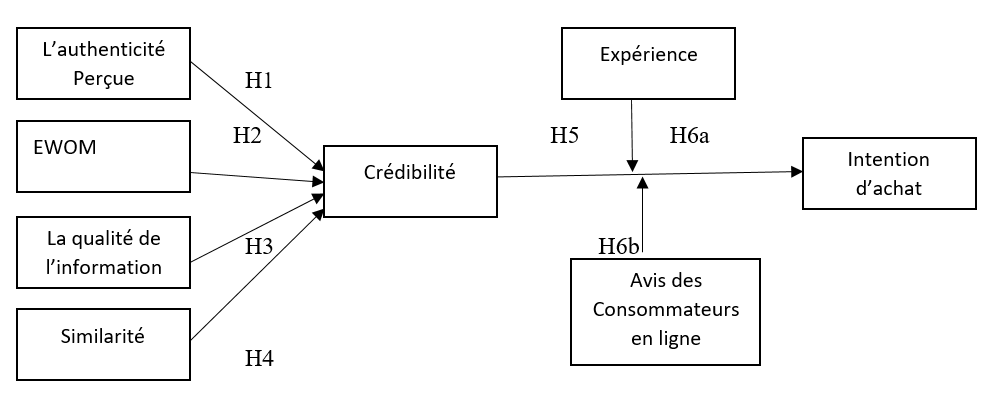 L’authenticité
Perçue
H1
EWOM
H2
La qualité de
l’information
H3
Similarité
H4
Crédibilité
H5
Expérience
H6a
H6b
Avis des
Consommateurs
en ligne
Intention
d’achat